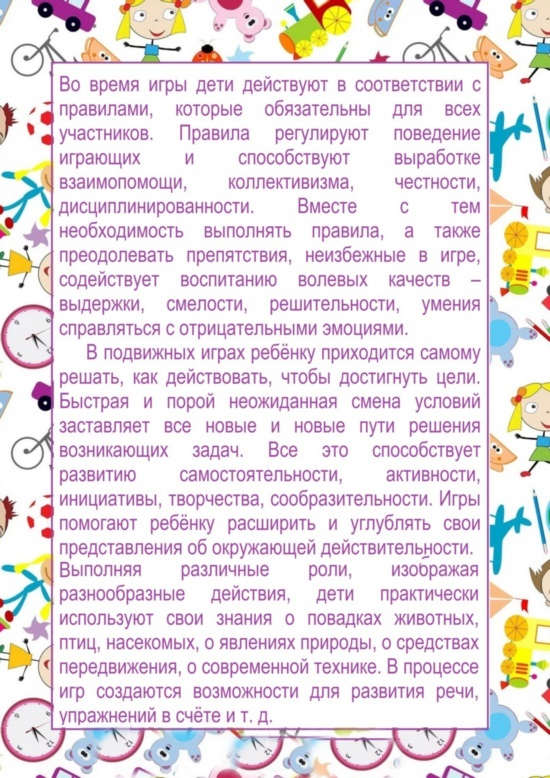 Во время игры дети действуют в соответствии с
правилами, которые обязательны для всех
участников. Правила регулируют поведение
играющих и способствуют выработке
взаимопомощи, коллективизма, честности,
дисциплинированности. Вместе с тем
необходимость выполнять правила, а также
преодолевать препятствия, неизбежные в игре,
содействует воспитанию волевых качеств –
выдержки, смелости, решительности, умения
справляться с отрицательными эмоциями.
В подвижных играх ребёнку приходится самому
решать, как действовать, чтобы достигнуть цели.
Быстрая и порой неожиданная смена условий
заставляет все новые и новые пути решения
возникающих задач. Все это способствует
развитию самостоятельности, активности,
инициативы, творчества, сообразительности. Игры
помогают ребёнку расширить и углублять свои
представления об окружающей действительности.
Выполняя различные роли, изображая
разнообразные действия, дети практически
используют свои знания о повадках животных,
птиц, насекомых, о явлениях природы, о средствах
передвижения, о современной технике. В процессе
игр создаются возможности для развития речи,
упражнений в счёте и т. д.